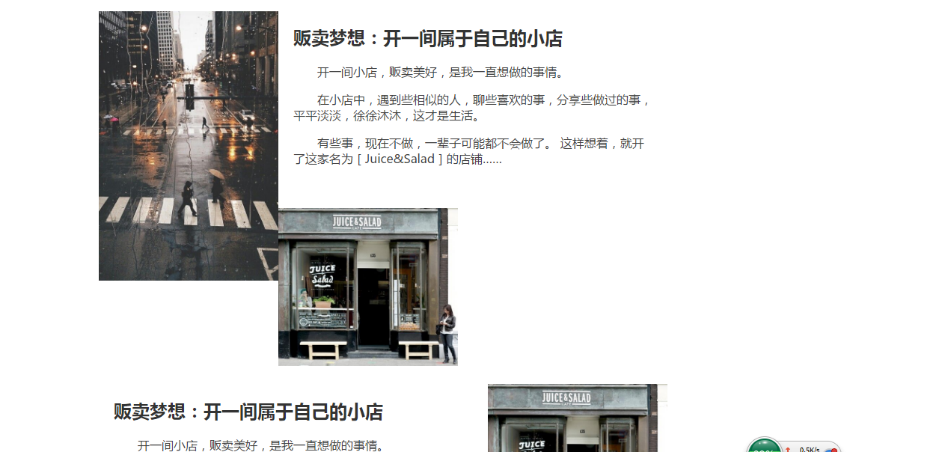 贩卖梦想：开一间属于自己的小店
开一间小店，贩卖美好，是我一直想做的事情。
在小店中，遇到些相似的人，聊些喜欢的事，分享些做过的事，
平平淡淡，徐徐沐沐，这才是生活。
有些事，现在不做，一辈子可能都不会做了。 这样想着，就开
了这家名为 [ Juice&Salad ] 的店铺……
JUICE&SALAD
JUICE
Salad
贩卖梦想：开一间属于自己的小店
JUICE&SALAD
开一间小店，贩卖美好，是我一直想做的事情。
JUICE